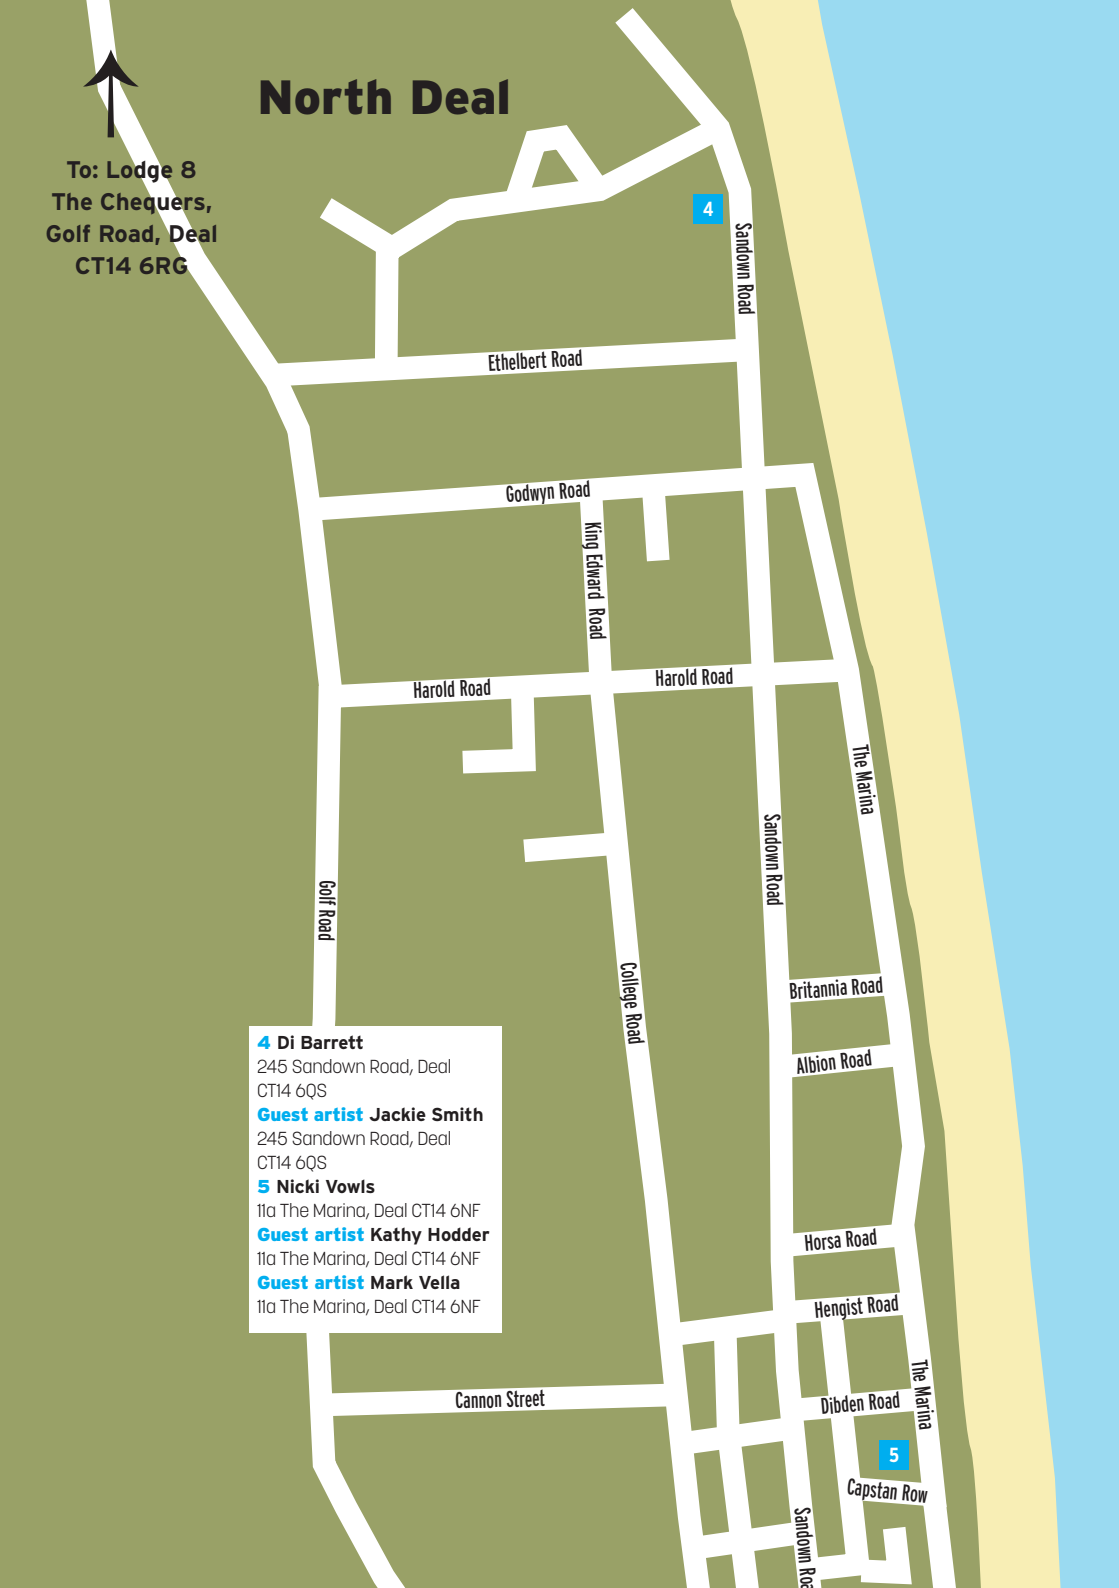 North Deal
To: Lodge 8
The Chequers,
Golf Road, Deal
CT14 6RG
4
Sandown Road
Ethelbert Road
Godwyn Road
King Edward Road
Harold Road
Harold Road
The Marina
Sandown Road
Golf Road
College Road
Britannia Road
Albion Road
4 Di Barrett
245 Sandown Road, Deal
CT14 6QS
Guest artist Jackie Smith
245 Sandown Road, Deal
CT14 6QS
5 Nicki Vowls
11a The Marina, Deal CT14 6NF
Guest artist Kathy Hodder
11a The Marina, Deal CT14 6NF
Guest artist Mark Vella
11a The Marina, Deal CT14 6NF
Horsa Road
Hengist Road
The Marina
Cannon Street
Dibden Road
5
Capstan Row
Sandown Roa